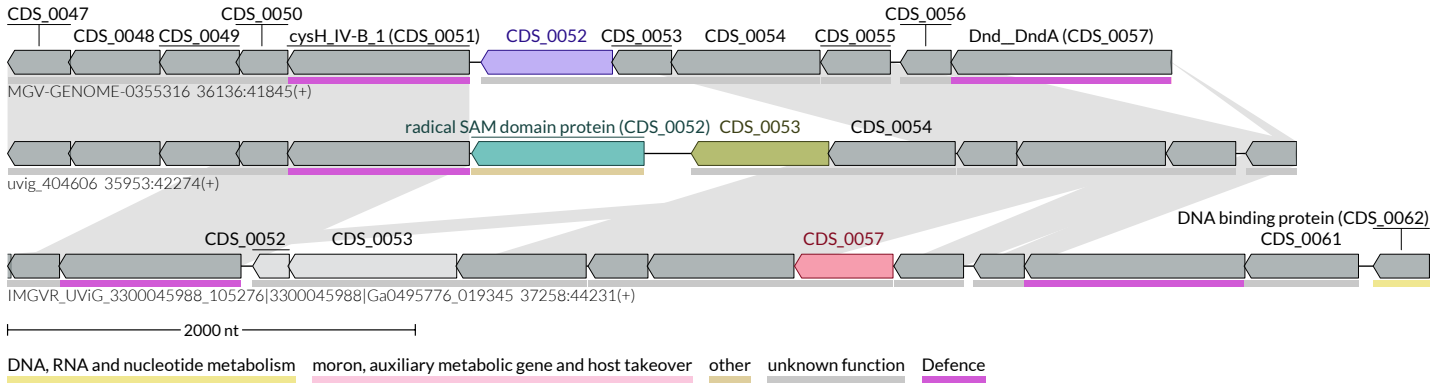 CDS_0047 CDS_0050 CDS_0056
CDS_0048 CDS_0049 cysH_IV-B_1 (CDS_0051) CDS_0052 CDS_0053 CDS_0054 CDS_0055 Dnd__DndA (CDS_0057)
MGV-GENOME-0355316 36136:41845(+)
radical SAM domain protein (CDS_0052) CDS_0053 CDS_0054
uvig_404606 35953:42274(+)
DNA binding protein (CDS_0062)
CDS_0052 CDS_0053 CDS_0057 CDS_0061
IMGVR_UViG_3300045988_105276|3300045988|Ga0495776_019345 37258:44231(+)
2000 nt
DNA, RNA and nucleotide metabolism moron, auxiliary metabolic gene and host takeover other unknown function Defence